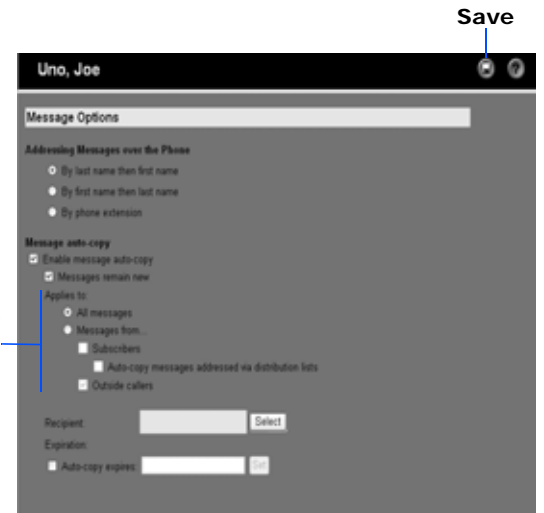 Save
Uno, Joe
?
Message Options
Addressing Messages over the Phone
By last name then first name
By first name then last name
By phone extension
Message auto-copy
Enable message auto-copy
Messages remain new
Applies to:
All messages
Messages from...
Subscribers
Auto-copy messages addressed via distribution lists
Outside callers
Recipient: Select
Expiration:
Auto-copy expires: Set